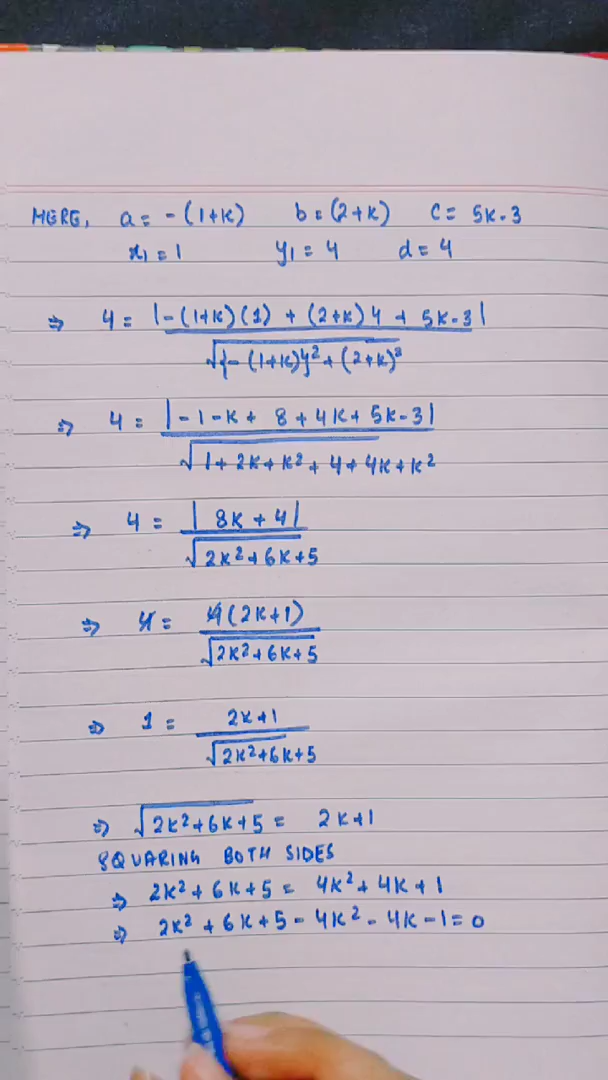 HERE, a = -(1+K) b = (2+K) c = 5K-3
x₁ = 1 y₁ = 4 d = 4
⇒ 4 = |-(1+K)(1) + (2+K)4 + 5K-3|
√{-(1+K)}² + (2+K)²
⇒ 4 = |-1-K + 8 + 4K + 5K-3|
√1 + 2K + K² + 4 + 4K + K²
⇒ 4 = |8K + 4|
√2K² + 6K + 5
⇒ 4 = 4(2K+1)
√2K² + 6K + 5
⇒ 1 = 2K+1
√2K²+6K+5
⇒ √2K²+6K+5 = 2K+1
SQUARING BOTH SIDES
⇒ 2K² + 6K + 5 = 4K² + 4K + 1
⇒ 2K² + 6K + 5 - 4K² - 4K - 1 = 0